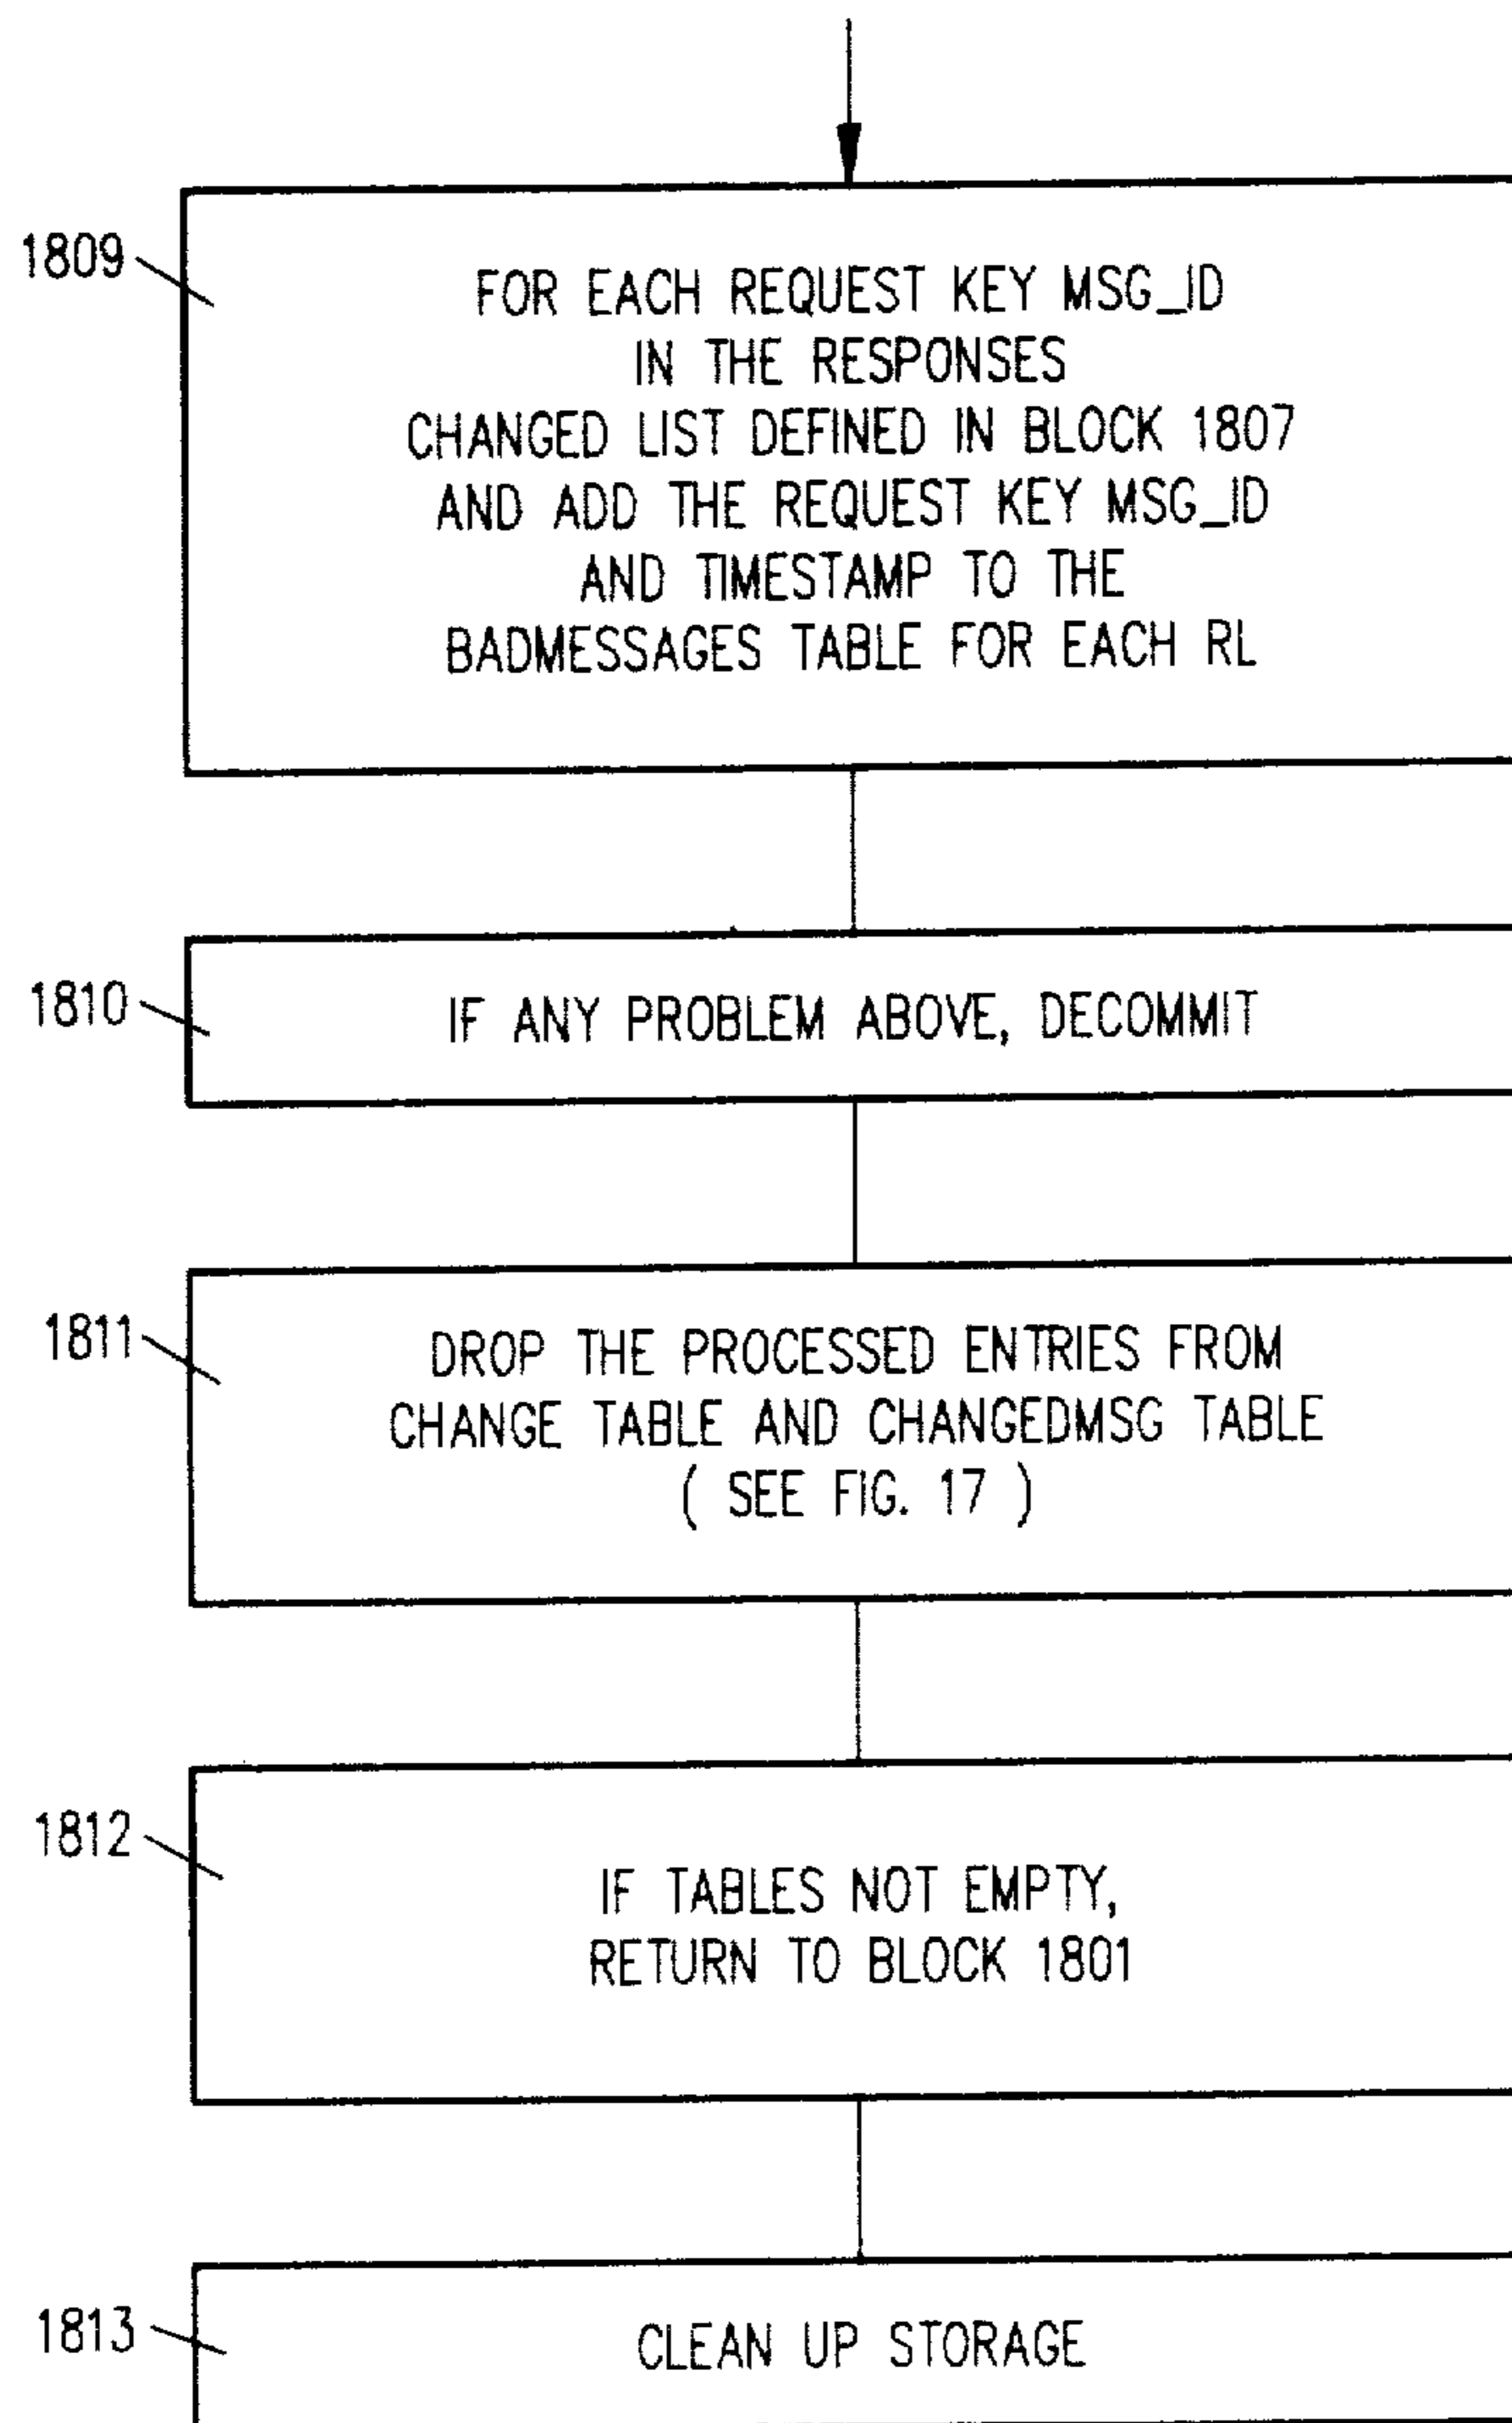 1809
FOR EACH REQUEST KEY MSG_ID
IN THE RESPONSES
CHANGED LIST DEFINED IN BLOCK 1807
AND ADD THE REQUEST KEY MSG_ID
AND TIMESTAMP TO THE
BADMESSAGES TABLE FOR EACH RL
1810
IF ANY PROBLEM ABOVE, DECOMMIT
1811
DROP THE PROCESSED ENTRIES FROM
CHANGE TABLE AND CHANGEDMSG TABLE
( SEE FIG. 17 )
1812
IF TABLES NOT EMPTY,
RETURN TO BLOCK 1801
1813
CLEAN UP STORAGE